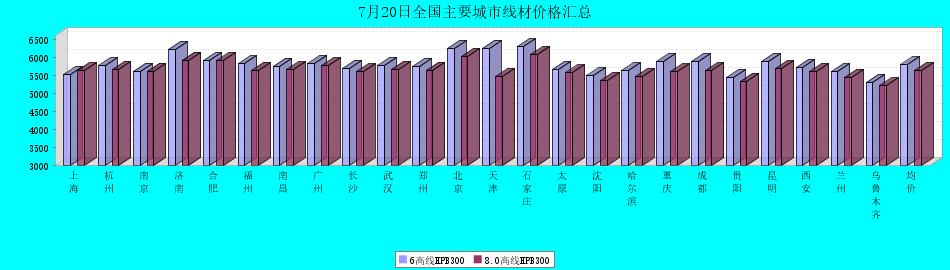 7月20日全国主要城市线材价格汇总
6500
6000
5500
5000
4500
4000
3500
3000
上海 杭州 南京 济南 合肥 福州 南昌 广州 长沙 武汉 郑州 北京 天津 石家庄 太原 沈阳 哈尔滨 重庆 成都 贵阳 昆明 西安 兰州 乌鲁木齐 均价
6高线HPB300 8.0高线HPB300